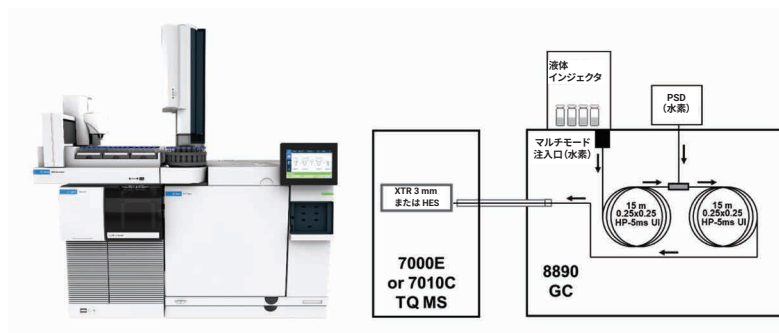 液体
インジェクタ
PSD
(水素)
マルチモード
注入口(水素)
XTR 3 mm
または HES
15 m
0.25x0.25
HP-5ms UI
15 m
0.25x0.25
HP-5ms UI
7000E
or 7010C
TQ MS
8890
GC